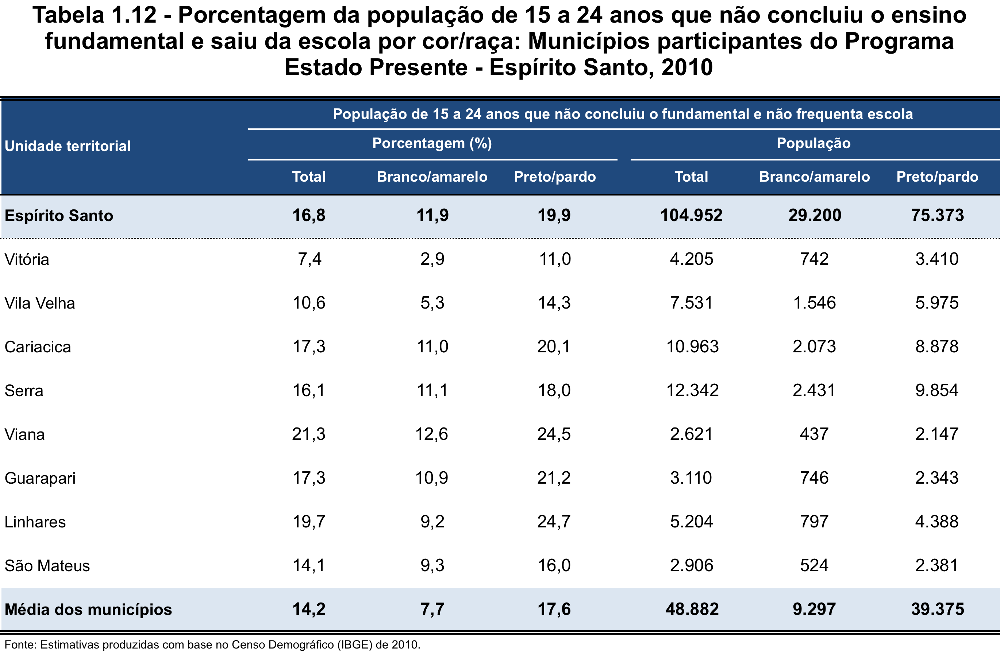 Tabela 1.12 - Porcentagem da população de 15 a 24 anos que não concluiu o ensino
fundamental e saiu da escola por cor/raça: Municípios participantes do Programa
Estado Presente - Espírito Santo, 2010
População de 15 a 24 anos que não concluiu o fundamental e não frequenta escola
Unidade territorial Porcentagem (%) População
Total Branco/amarelo Preto/pardo Total Branco/amarelo Preto/pardo
Espírito Santo 16,8 11,9 19,9 104.952 29.200 75.373
Vitória 7,4 2,9 11,0 4.205 742 3.410
Vila Velha 10,6 5,3 14,3 7.531 1.546 5.975
Cariacica 17,3 11,0 20,1 10.963 2.073 8.878
Serra 16,1 11,1 18,0 12.342 2.431 9.854
Viana 21,3 12,6 24,5 2.621 437 2.147
Guarapari 17,3 10,9 21,2 3.110 746 2.343
Linhares 19,7 9,2 24,7 5.204 797 4.388
São Mateus 14,1 9,3 16,0 2.906 524 2.381
Média dos municípios 14,2 7,7 17,6 48.882 9.297 39.375
Fonte: Estimativas produzidas com base no Censo Demográfico (IBGE) de 2010.